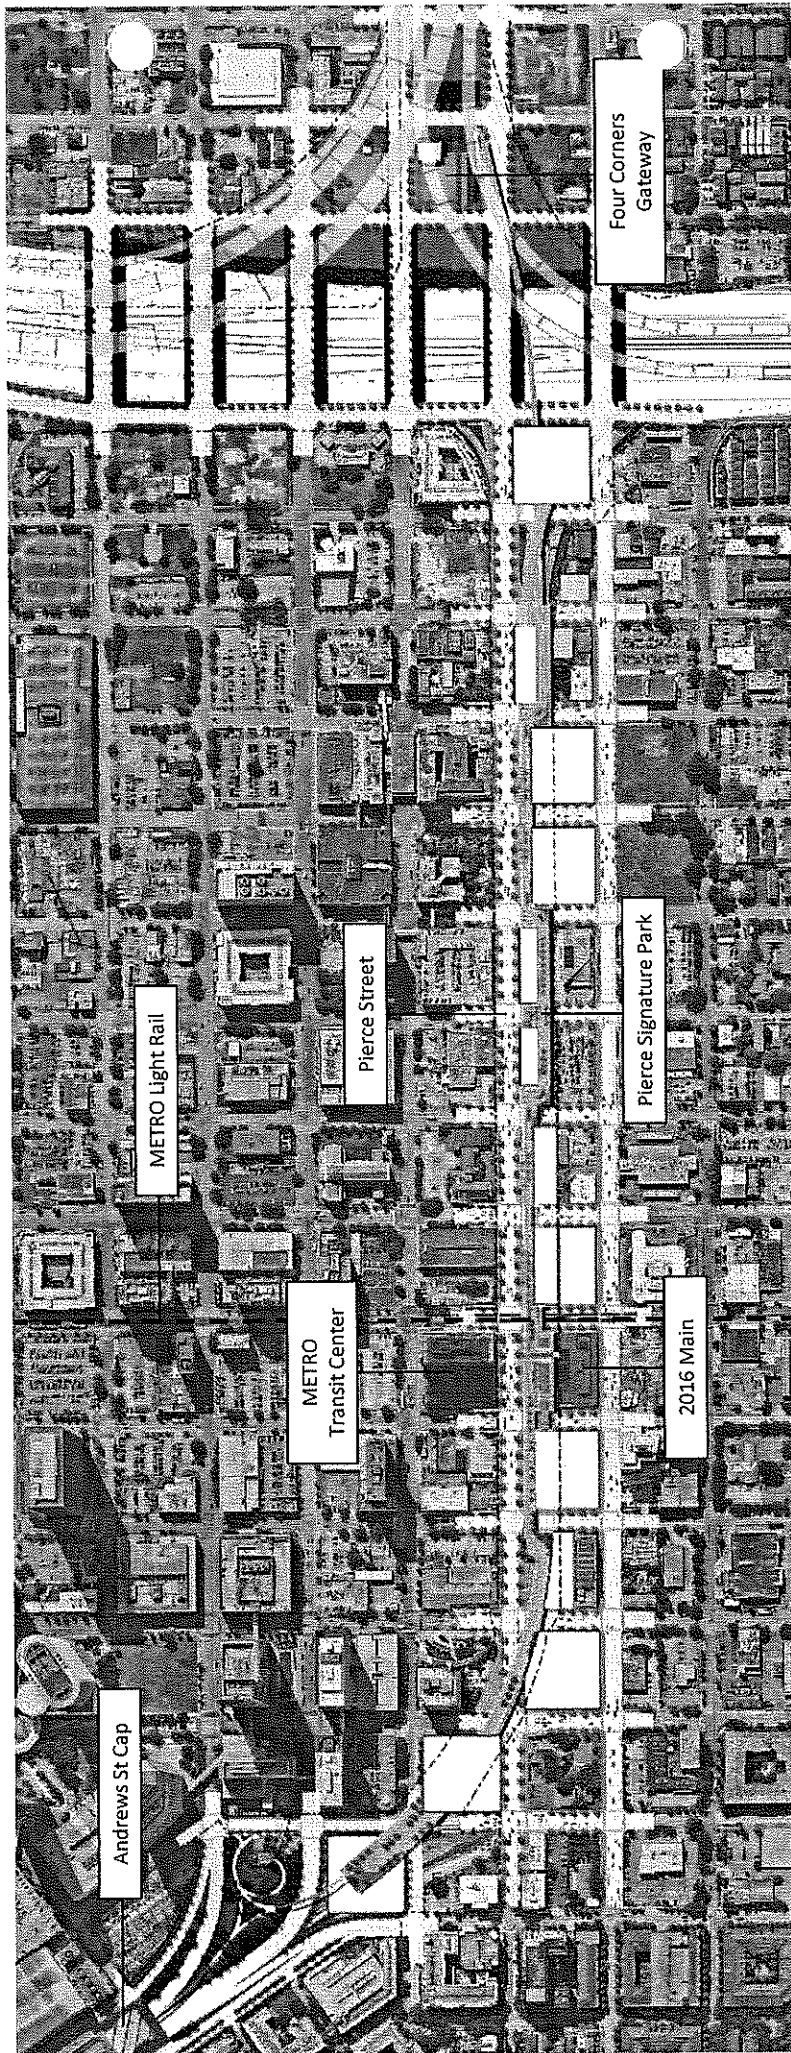 Andrews St Cap
METRO Light Rail
METRO
Transit Center
Pierce Street
2016 Main
Pierce Signature Park
Four Corners
Gateway